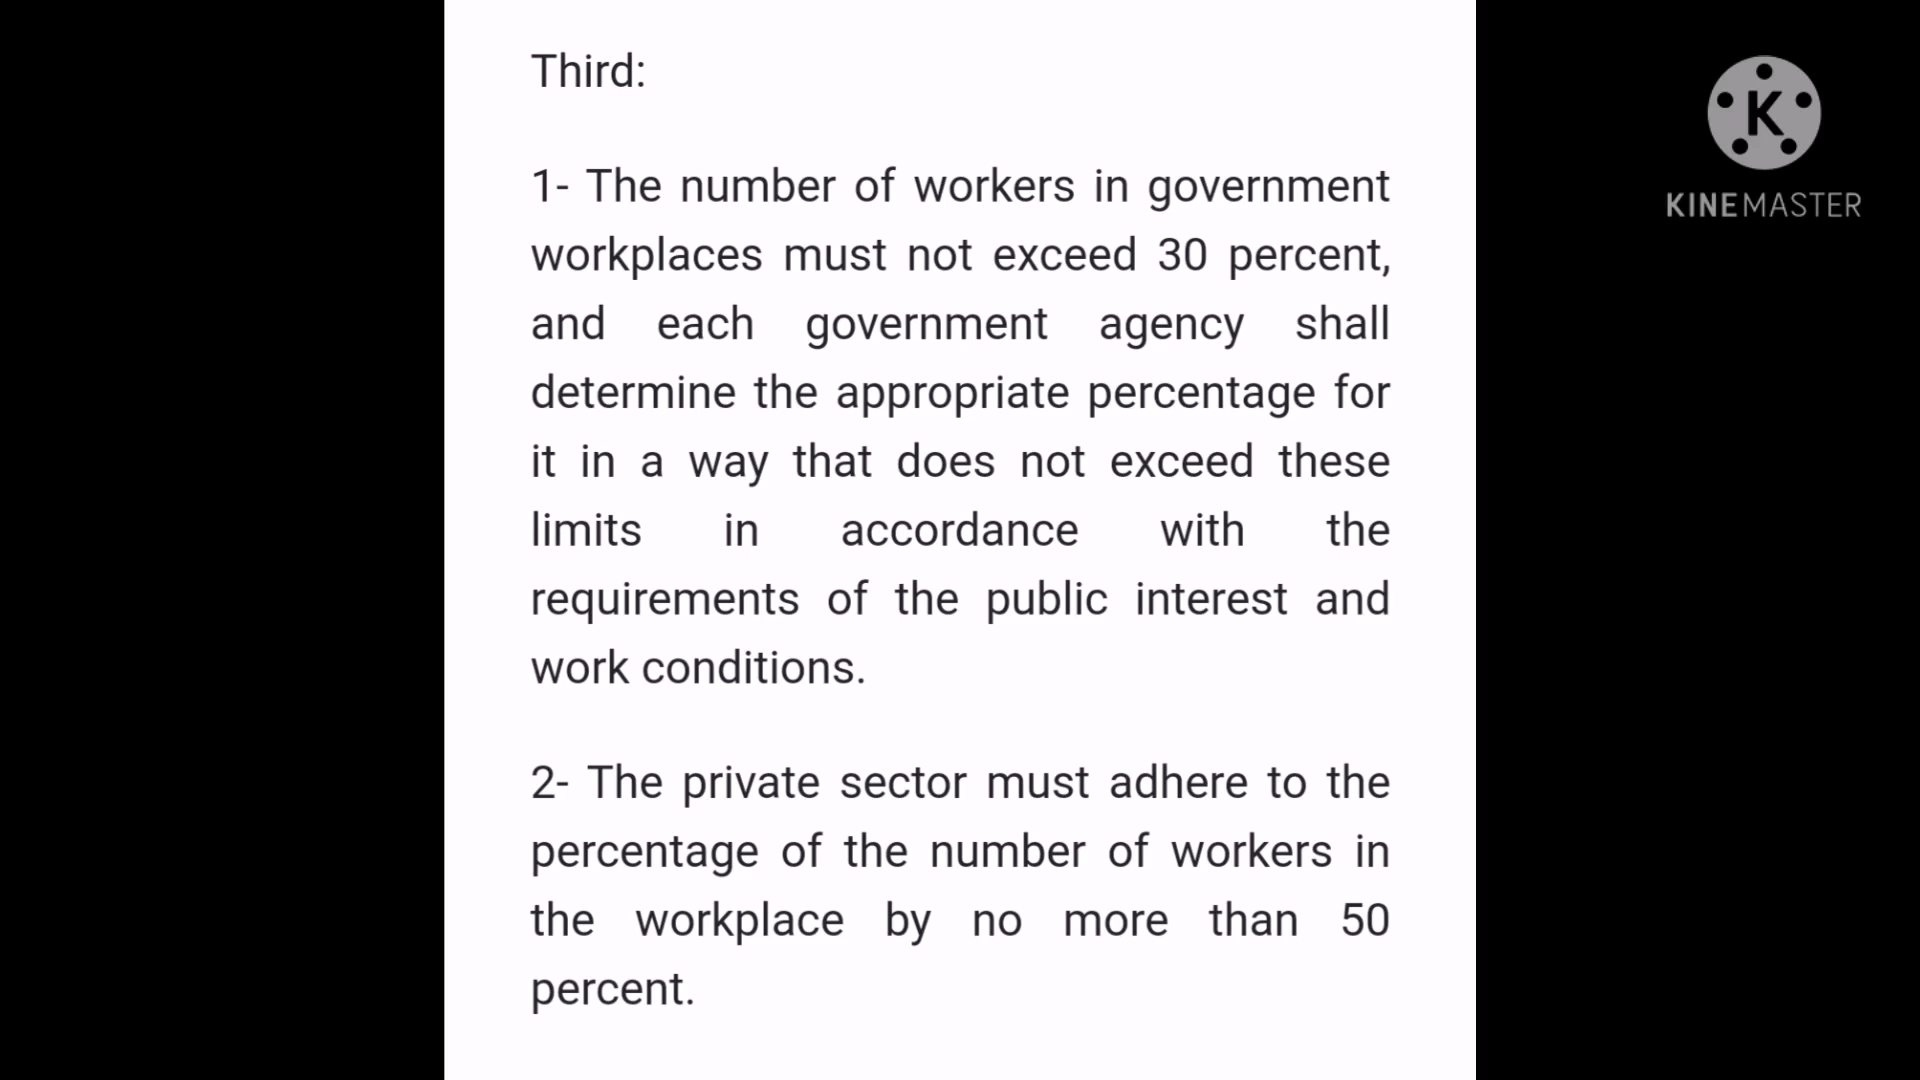 Third:
1- The number of workers in government
workplaces must not exceed 30 percent,
and each government agency shall
determine the appropriate percentage for
it in a way that does not exceed these
limits in accordance with the
requirements of the public interest and
work conditions.
2- The private sector must adhere to the
percentage of the number of workers in
the workplace by no more than 50
percent.
K
KINEMASTER